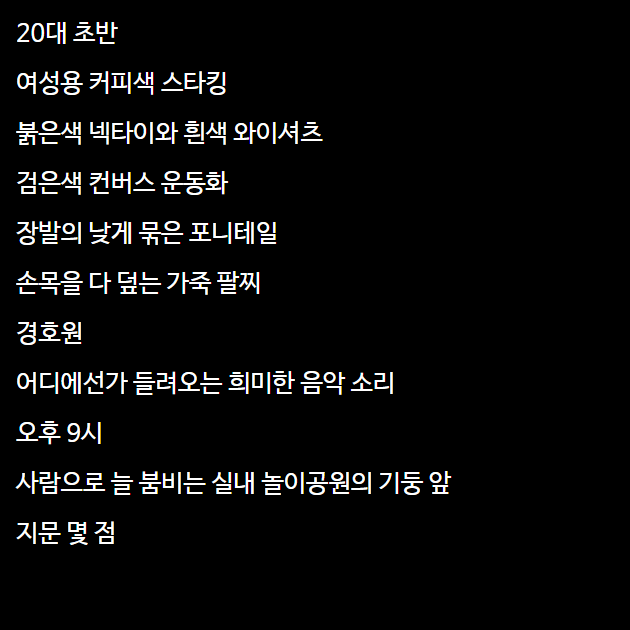 20대 초반
여성용 커피색 스타킹
붉은색 넥타이와 흰색 와이셔츠
검은색 컨버스 운동화
장발의 낮게 묶은 포니테일
손목을 다 덮는 가죽 팔찌
경호원
어디에선가 들려오는 희미한 음악 소리
오후 9시
사람으로 늘 붐비는 실내 놀이공원의 기둥 앞
지문 몇 점